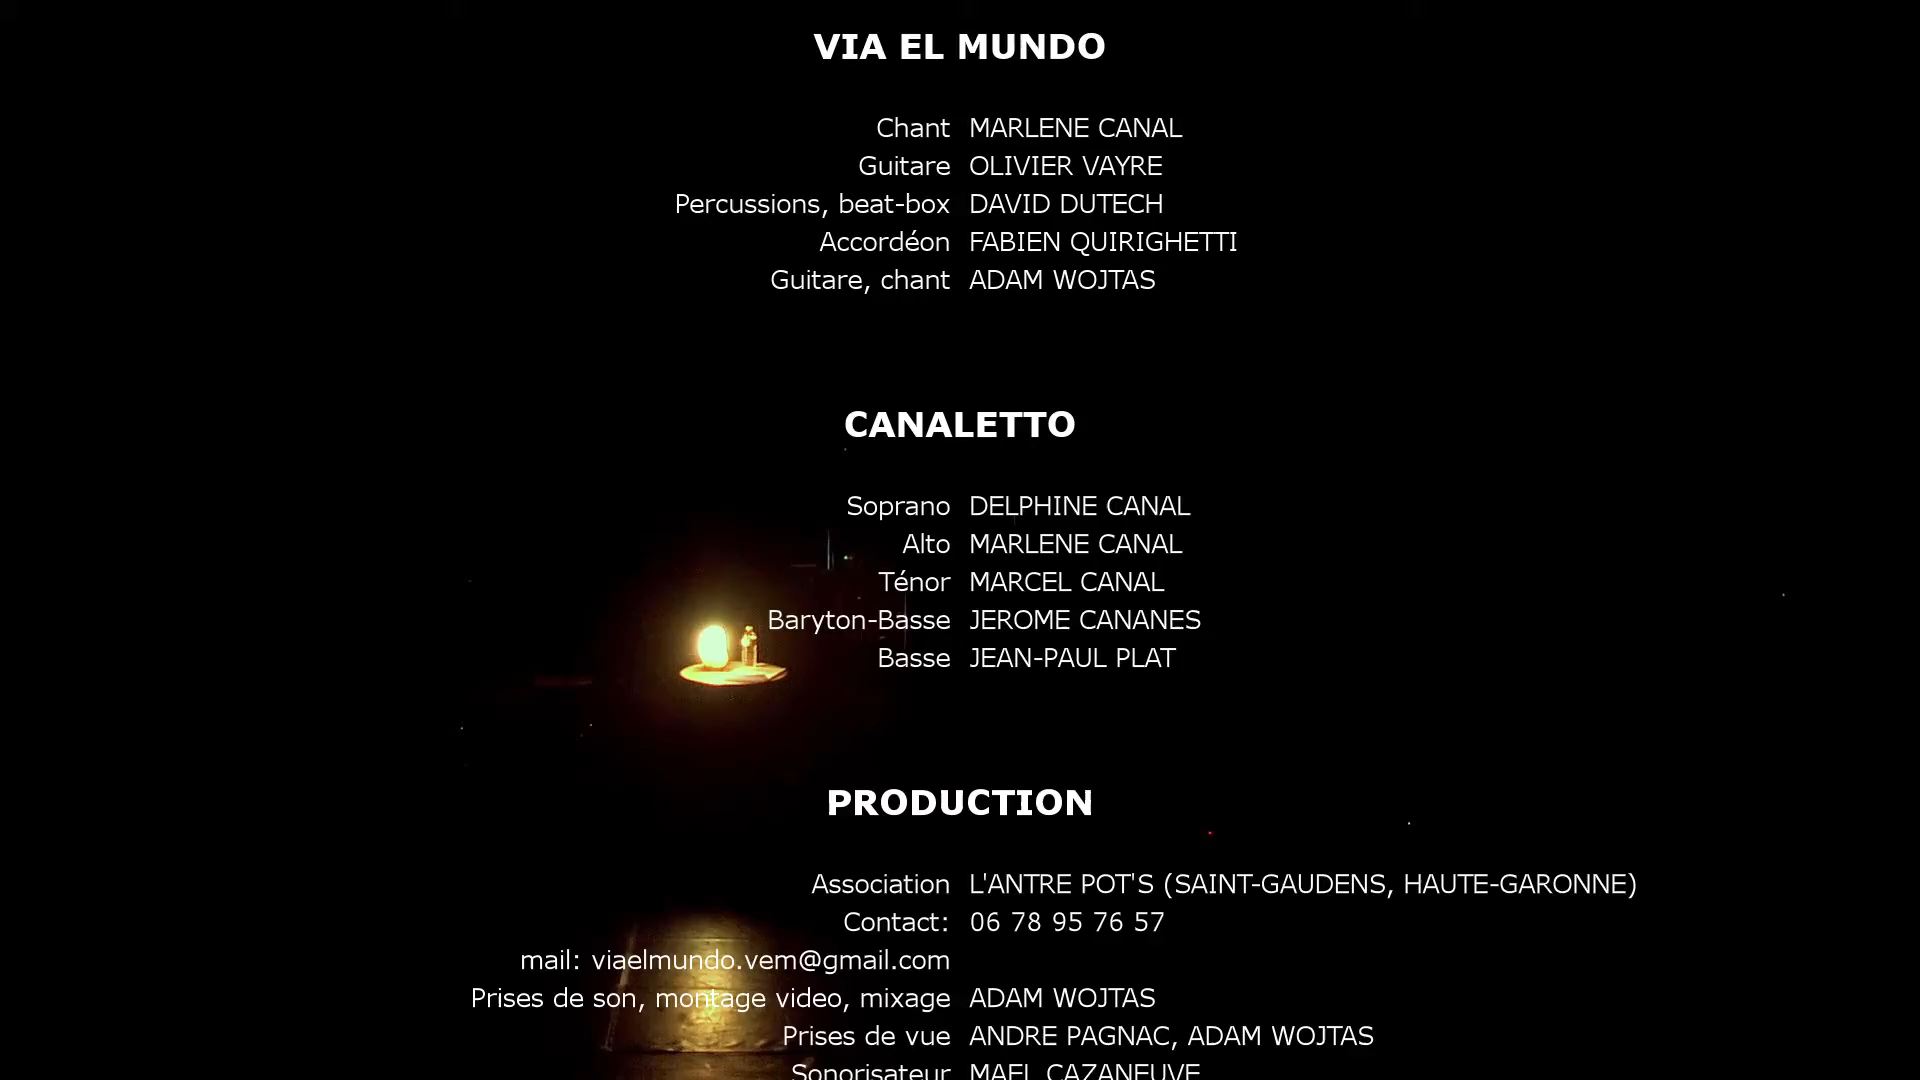 VIA EL MUNDO
Chant MARLENE CANAL
Guitare OLIVIER VAYRE
Percussions, beat-box DAVID DUTECH
Accordéon FABIEN QUIRIGHETTI
Guitare, chant ADAM WOJTAS
CANALETTO
Soprano DELPHINE CANAL
Alto MARLENE CANAL
Ténor MARCEL CANAL
Baryton-Basse JEROME CANANES
Basse JEAN-PAUL PLAT
PRODUCTION
Association L'ANTRE POT'S (SAINT-GAUDENS, HAUTE-GARONNE)
Contact: 06 78 95 76 57
mail: viaelmundo.vem@gmail.com
Prises de son, montage video, mixage ADAM WOJTAS
Prises de vue ANDRE PAGNAC, ADAM WOJTAS
Sonorisateur MAEL CAZANEUVE